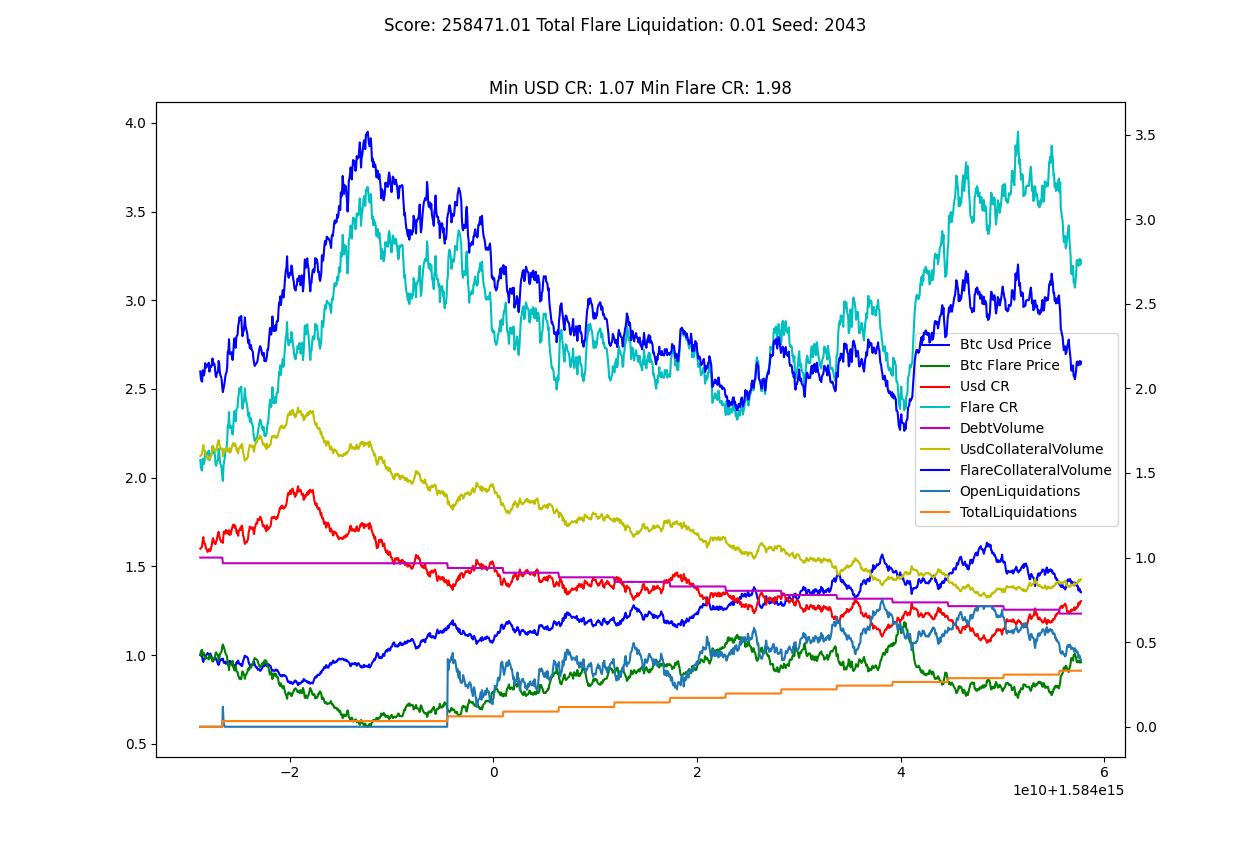 Score: 258471.01 Total Flare Liquidation: 0.01 Seed: 2043
Min USD CR: 1.07 Min Flare CR: 1.98
4.0
3.5
3.0
2.5
2.0
1.5
1.0
0.5
3.5
3.0
2.5
2.0
1.5
1.0
0.5
0.0
Btc Usd Price
Btc Flare Price
Usd CR
Flare CR
DebtVolume
UsdCollateralVolume
FlareCollateralVolume
OpenLiquidations
TotalLiquidations
−2 0 2 4 6
1e10+1.584e15